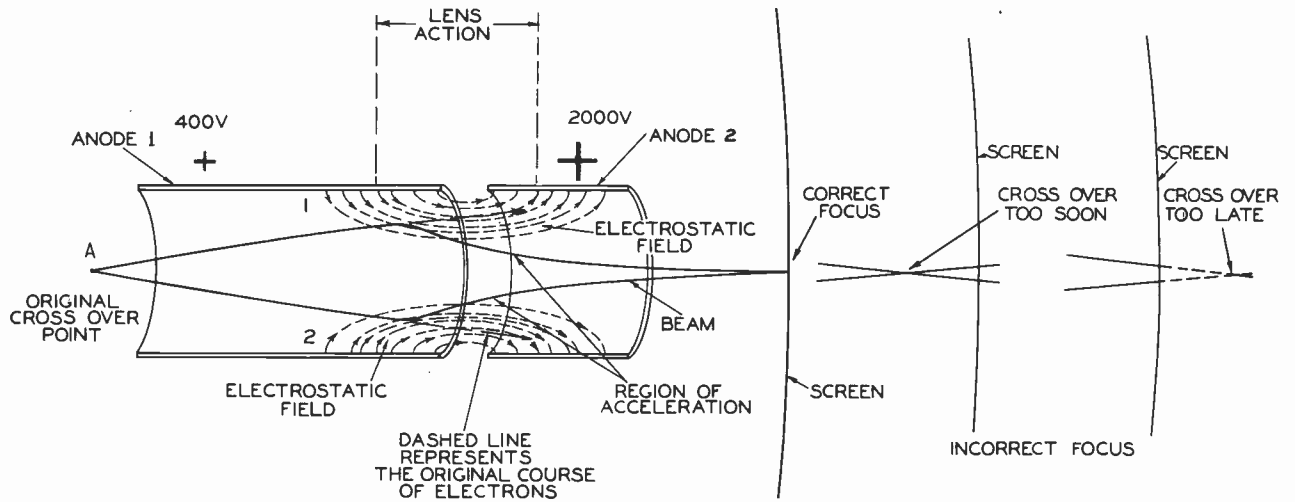 LENS
ACTION
400V
2000V
ANODE 1
ANODE 2
+
+
1
ELECTROSTATIC
FIELD
A
ORIGINAL
CROSS OVER
POINT
2
BEAM
ELECTROSTATIC
FIELD
REGION OF
ACCELERATION
DASHED LINE
REPRESENTS
THE ORIGINAL COURSE
OF ELECTRONS
CORRECT
FOCUS
SCREEN
SCREEN
CROSS OVER
TOO SOON
SCREEN
CROSS OVER
TOO LATE
INCORRECT FOCUS